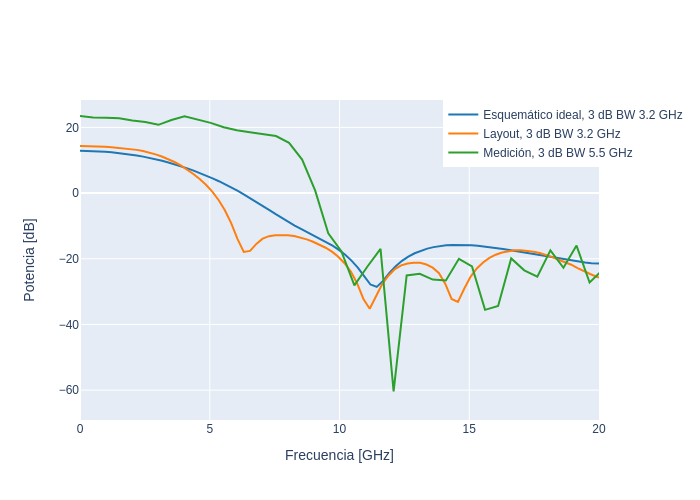 Esquemático ideal, 3 dB BW 3.2 GHz
Layout, 3 dB BW 3.2 GHz
Medición, 3 dB BW 5.5 GHz
20
0
−20
−40
−60
Potencia [dB]
0
5
10
15
20
Frecuencia [GHz]